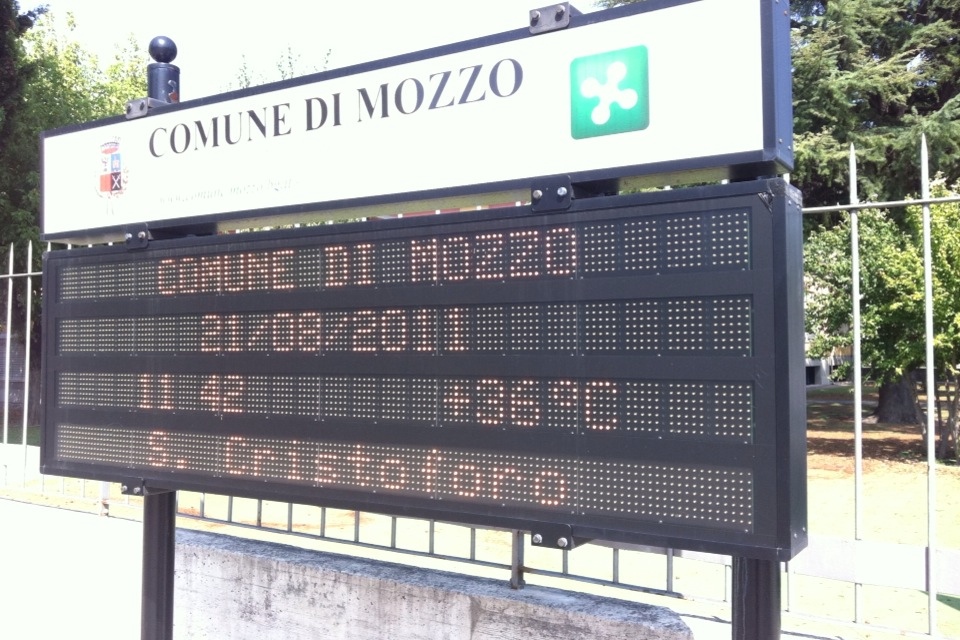 COMUNE DI MOZZO
COMUNE DI MOZZO
21/08/2011
11 42 +36°C
S. Cristoforo